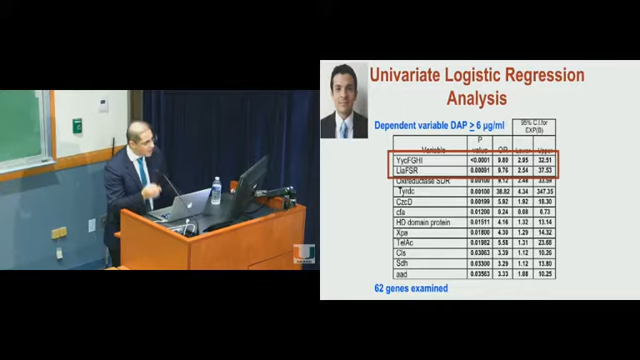 Univariate Logistic Regression
Analysis
Dependent variable DAP ≥ 6 µg/ml
95% C.I.for
EXP(B)
Variable P value OR Lower Upper
YycFGHI <0.0001 9.80 2.95 32.51
LiaFSR 0.00091 9.76 2.54 37.53
Oxireductase SDR
Tyrdc 0.00100 38.82 4.34 347.35
CzcD 0.00199 5.92 1.92 18.30
cfa 0.01200 0.24 0.08 0.73
HD domain protein 0.01511 4.16 1.32 13.14
Xpa 0.01800 4.30 1.29 14.32
TelAc 0.01982 5.58 1.31 23.68
Cls 0.03063 3.39 1.12 10.26
Sdh 0.03300 3.29 1.12 13.80
aad 0.03563 3.33 1.08 10.25
62 genes examined
U